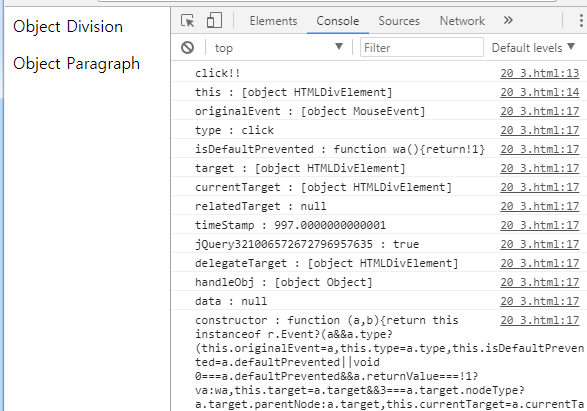 Object Division
Object Paragraph
Elements Console Sources Network »
top Filter Default levels
click!! 20 3.html:13
this : [object HTMLDivElement] 20 3.html:14
originalEvent : [object MouseEvent] 20 3.html:17
type : click 20 3.html:17
isDefaultPrevented : function wa(){return!1} 20 3.html:17
target : [object HTMLDivElement] 20 3.html:17
currentTarget : [object HTMLDivElement] 20 3.html:17
relatedTarget : null 20 3.html:17
timeStamp : 997.0000000000001 20 3.html:17
jQuery321006572672796957635 : true 20 3.html:17
delegateTarget : [object HTMLDivElement] 20 3.html:17
handleObj : [object Object] 20 3.html:17
data : null 20 3.html:17
constructor : function (a,b){return this 20 3.html:17
instanceof r.Event?(a&&a.type?
(this.originalEvent=a,this.type=a.type,this.isDefaultPreven
ted=a.defaultPrevented||void
0===a.defaultPrevented&&a.returnValue===!1?
va:wa,this.target=a.target&&3===a.target.nodeType?
a.target.parentNode:a.target,this.currentTarget=a.currentTa